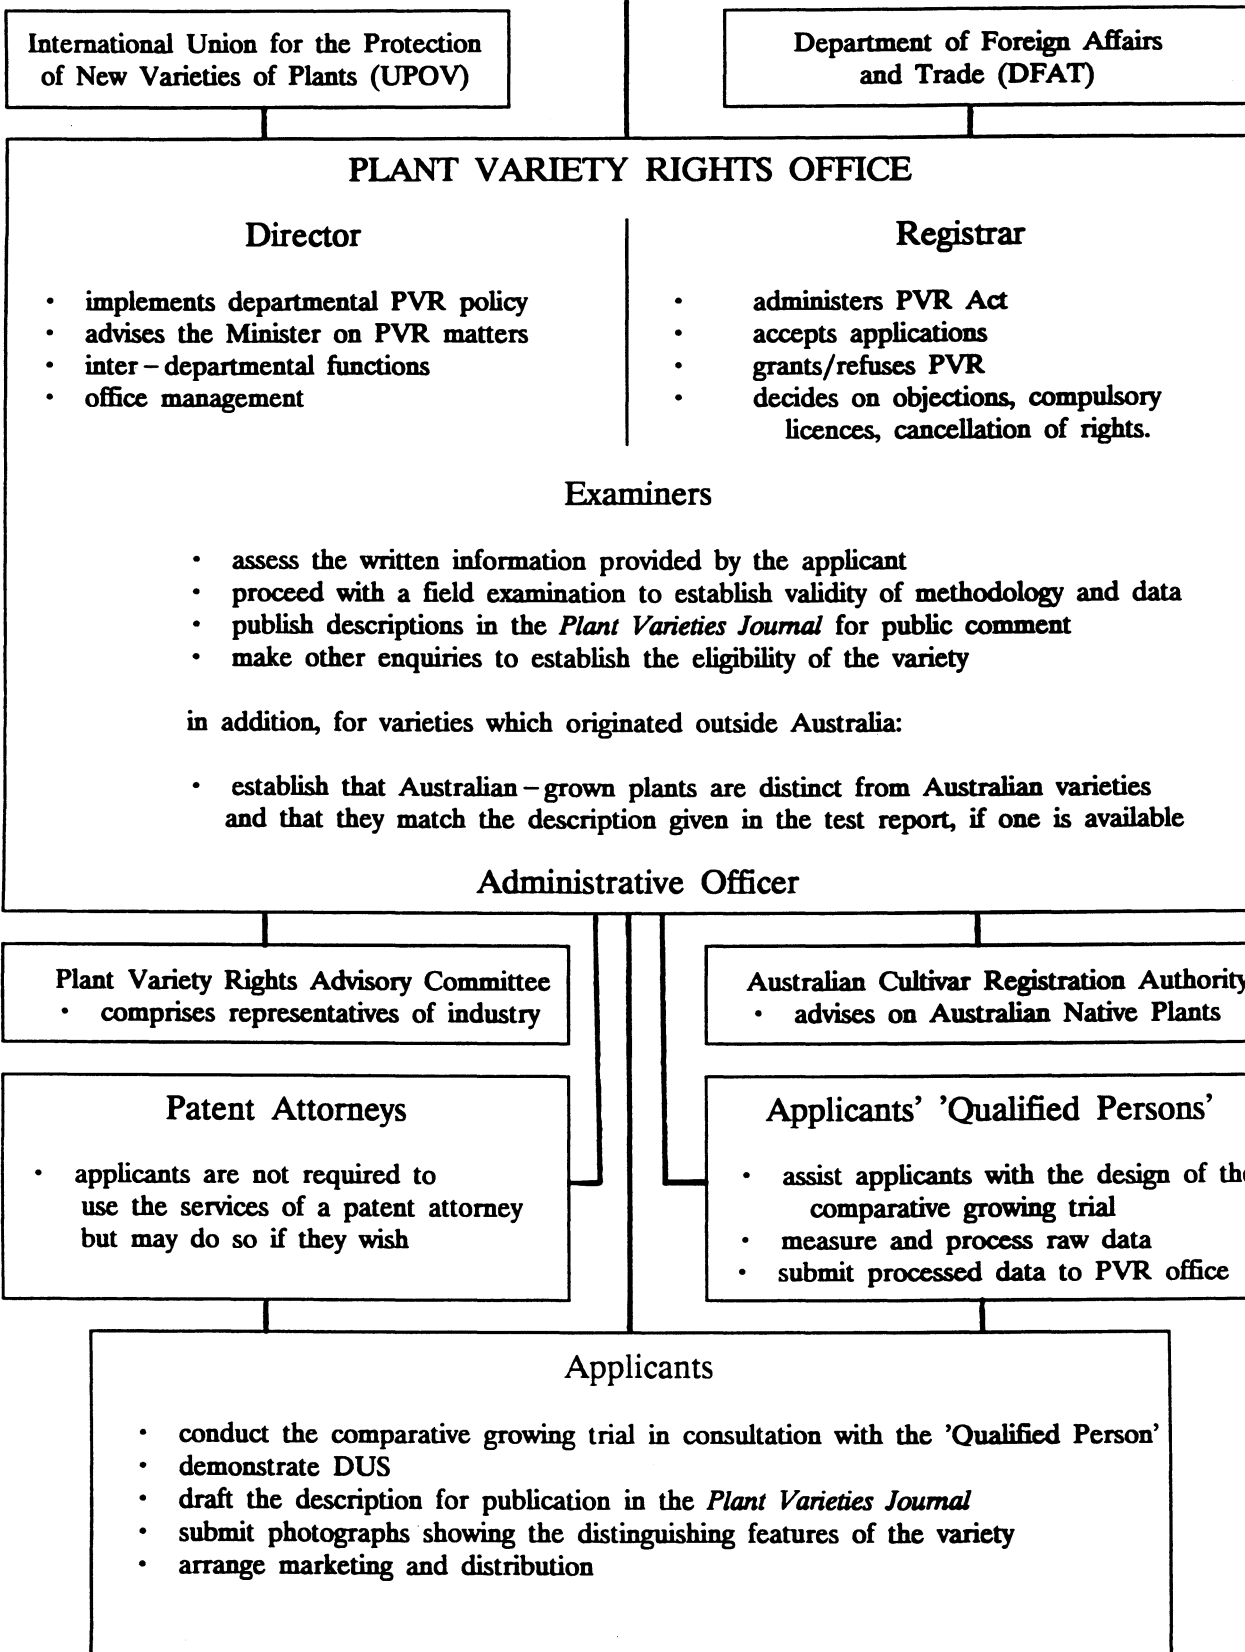 International Union for the Protection
of New Varieties of Plants (UPOV)
Department of Foreign Affairs
and Trade (DFAT)
PLANT VARIETY RIGHTS OFFICE
Director
· implements departmental PVR policy
· advises the Minister on PVR matters
· inter–departmental functions
· office management
Registrar
· administers PVR Act
· accepts applications
· grants/refuses PVR
· decides on objections, compulsory
licences, cancellation of rights.
Examiners
· assess the written information provided by the applicant
· proceed with a field examination to establish validity of methodology and data
· publish descriptions in the Plant Varieties Journal for public comment
· make other enquiries to establish the eligibility of the variety
in addition, for varieties which originated outside Australia:
· establish that Australian–grown plants are distinct from Australian varieties
and that they match the description given in the test report, if one is available
Administrative Officer
Plant Variety Rights Advisory Committee
· comprises representatives of industry
Australian Cultivar Registration Authority
· advises on Australian Native Plants
Patent Attorneys
· applicants are not required to
use the services of a patent attorney
but may do so if they wish
Applicants' 'Qualified Persons'
· assist applicants with the design of the
comparative growing trial
· measure and process raw data
· submit processed data to PVR office
Applicants
· conduct the comparative growing trial in consultation with the 'Qualified Person'
· demonstrate DUS
· draft the description for publication in the Plant Varieties Journal
· submit photographs showing the distinguishing features of the variety
· arrange marketing and distribution